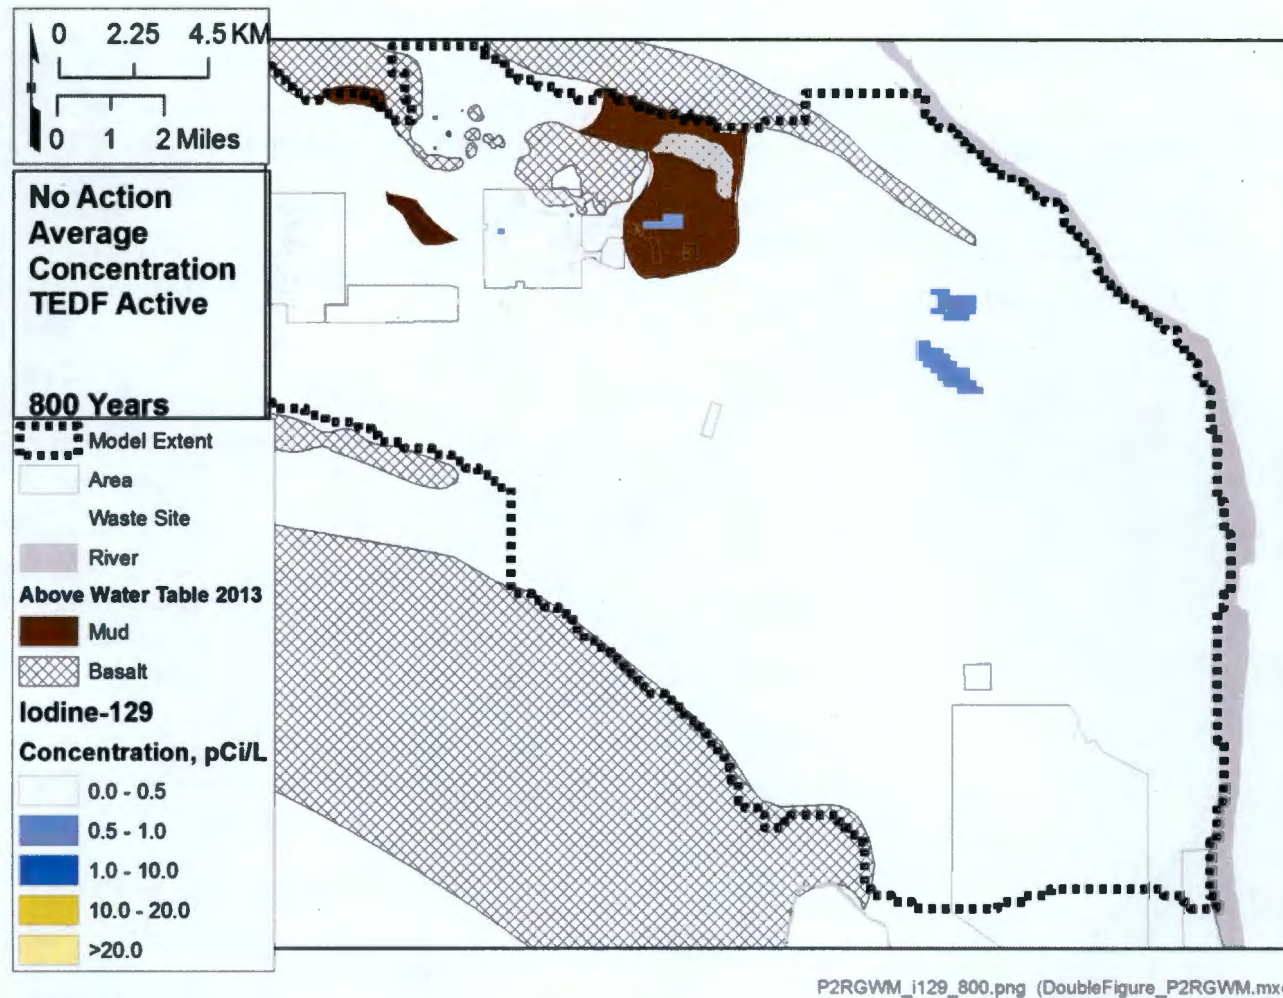 0 2.25 4.5 KM
0 1 2 Miles
No Action
Average
Concentration
TEDF Active
800 Years
Model Extent
Area
Waste Site
River
Above Water Table 2013
Mud
Basalt
Iodine-129
Concentration, pCi/L
0.0 - 0.5
0.5 - 1.0
1.0 - 10.0
10.0 - 20.0
>20.0
P2RGWM_i129_800.png (DoubleFigure_P2RGWM.mx